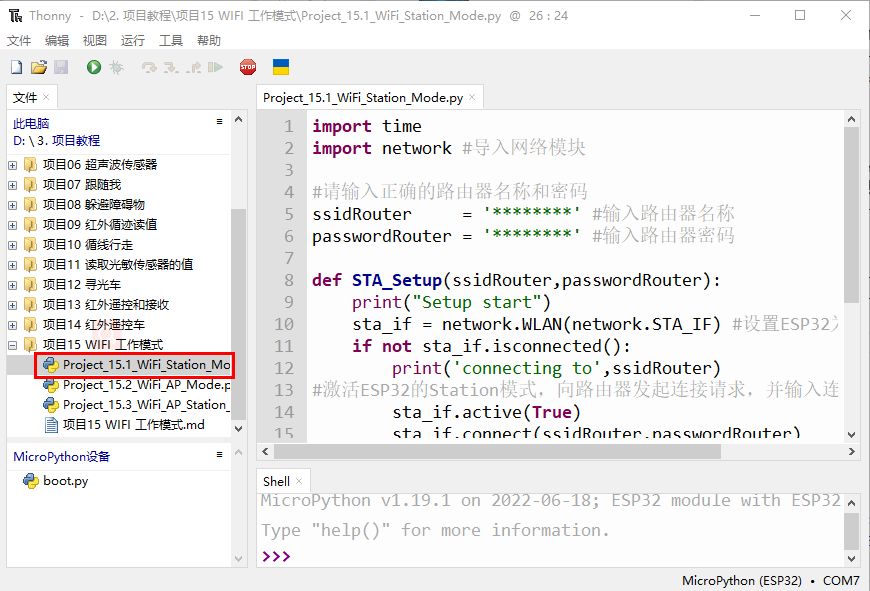 Thonny - D:\2. 项目教程\项目15 WIFI 工作模式\Project_15.1_WiFi_Station_Mode.py @ 26 : 24
文件 编辑 视图 运行 工具 帮助
STOP
文件 ×
此电脑
D: \ 3. 项目教程
项目06 超声波传感器
项目07 跟随我
项目08 躲避障碍物
项目09 红外循迹读值
项目10 循线行走
项目11 读取光敏传感器的值
项目12 寻光车
项目13 红外遥控和接收
项目14 红外遥控车
项目15 WIFI 工作模式
Project_15.1_WiFi_Station_Mo
Project_15.2_WiFi_AP_Mode.p
Project_15.3_WiFi_AP_Station_
项目15 WIFI 工作模式.md
MicroPython设备
boot.py
Project_15.1_WiFi_Station_Mode.py ×
1 import time
2 import network #导入网络模块
3
4 #请输入正确的路由器名称和密码
5 ssidRouter     = '********' #输入路由器名称
6 passwordRouter = '********' #输入路由器密码
7
8 def STA_Setup(ssidRouter,passwordRouter):
9     print("Setup start")
10     sta_if = network.WLAN(network.STA_IF) #设置ESP32
11     if not sta_if.isconnected():
12         print('connecting to',ssidRouter)
13 #激活ESP32的Station模式，向路由器发起连接请求，并输入连
14         sta_if.active(True)
15         sta_if.connect(ssidRouter,passwordRouter)
Shell ×
MicroPython v1.19.1 on 2022-06-18; ESP32 module with ESP32
Type "help()" for more information.
>>>
MicroPython (ESP32) • COM7